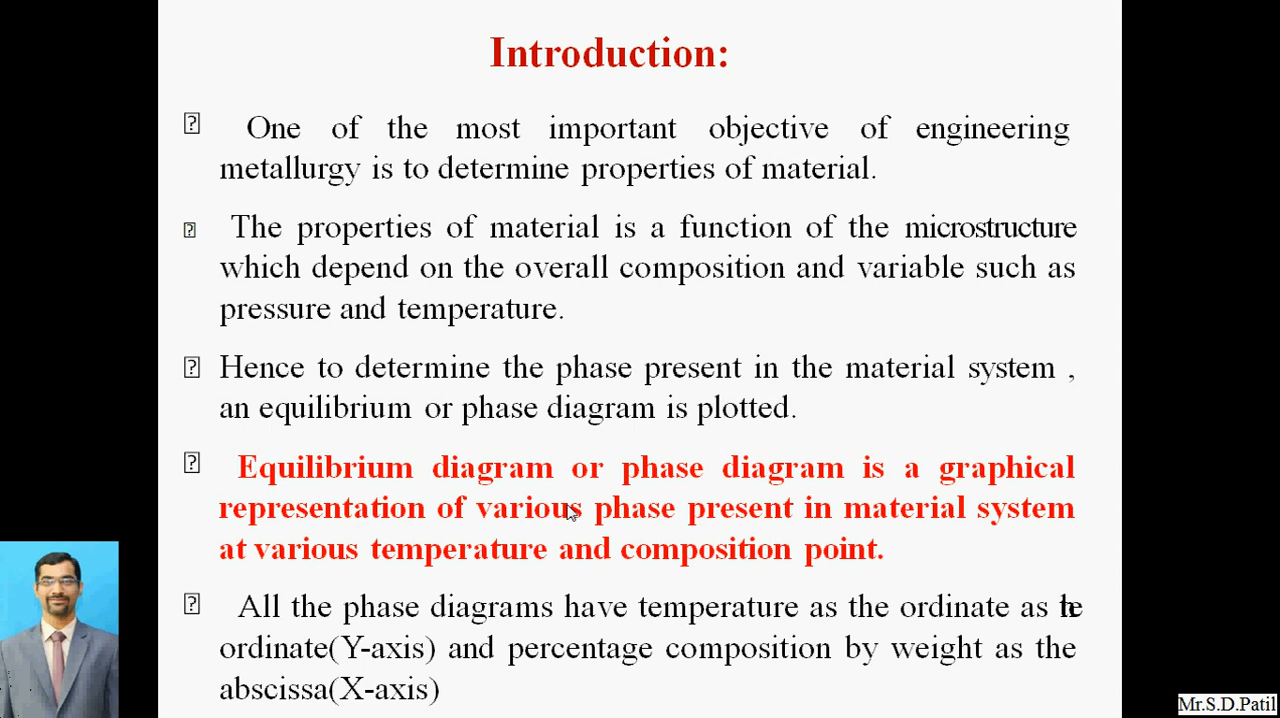 Introduction:
One of the most important objective of engineering
metallurgy is to determine properties of material.
The properties of material is a function of the microstructure
which depend on the overall composition and variable such as
pressure and temperature.
Hence to determine the phase present in the material system ,
an equilibrium or phase diagram is plotted.
Equilibrium diagram or phase diagram is a graphical
representation of various phase present in material system
at various temperature and composition point.
All the phase diagrams have temperature as the ordinate as the
ordinate(Y-axis) and percentage composition by weight as the
abscissa(X-axis)
Mr.S.D.Patil